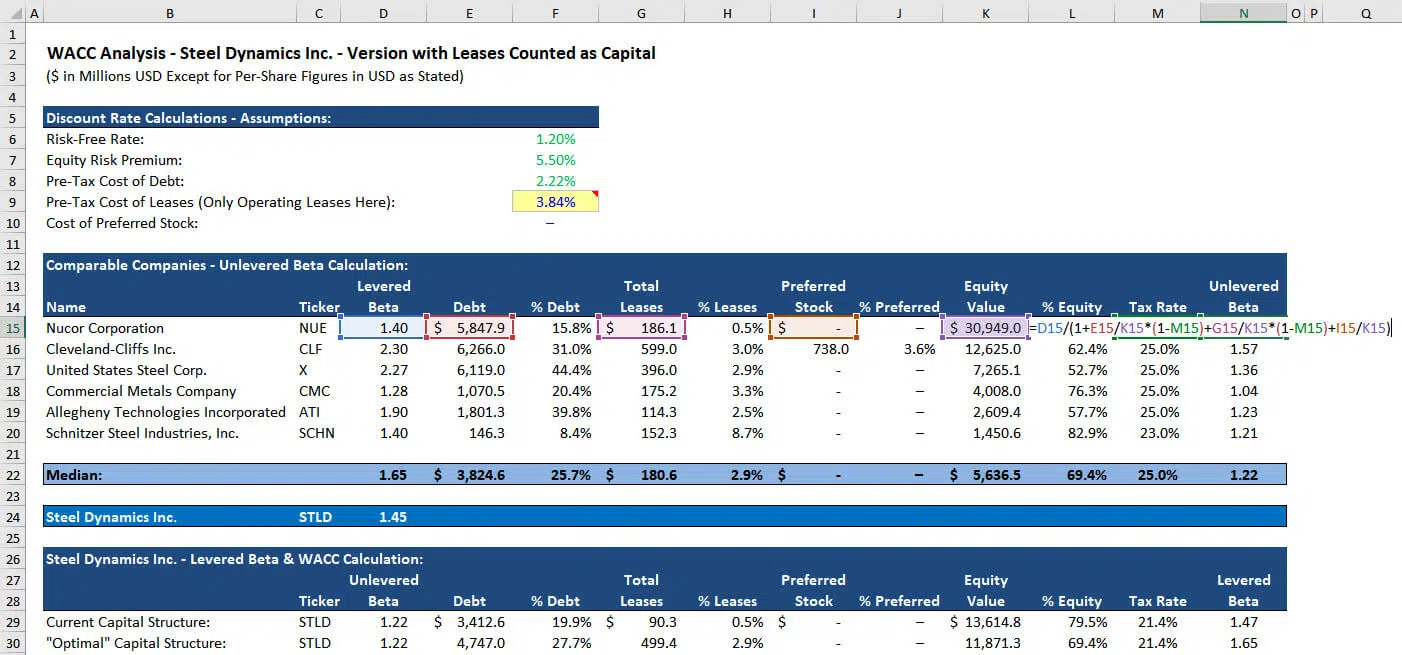 A B C D E F G H I J K L M N O P Q
1
2 WACC Analysis - Steel Dynamics Inc. - Version with Leases Counted as Capital
3 ($ in Millions USD Except for Per-Share Figures in USD as Stated)
4
5 Discount Rate Calculations - Assumptions:
6 Risk-Free Rate: 1.20%
7 Equity Risk Premium: 5.50%
8 Pre-Tax Cost of Debt: 2.22%
9 Pre-Tax Cost of Leases (Only Operating Leases Here): 3.84%
10 Cost of Preferred Stock: –
11
12 Comparable Companies - Unlevered Beta Calculation:
13 Levered Total Preferred Equity Unlevered
14 Name Ticker Beta Debt % Debt Leases % Leases Stock % Preferred Value % Equity Tax Rate Beta
15 Nucor Corporation NUE 1.40 $ 5,847.9 15.8% $ 186.1 0.5% $ - – $ 30,949.0 =D15/(1+E15/K15*(1-M15)+G15/K15*(1-M15)+I15/K15)
16 Cleveland-Cliffs Inc. CLF 2.30 6,266.0 31.0% 599.0 3.0% 738.0 3.6% 12,625.0 62.4% 25.0% 1.57
17 United States Steel Corp. X 2.27 6,119.0 44.4% 396.0 2.9% - – 7,265.1 52.7% 25.0% 1.36
18 Commercial Metals Company CMC 1.28 1,070.5 20.4% 175.2 3.3% - – 4,008.0 76.3% 25.0% 1.04
19 Allegheny Technologies Incorporated ATI 1.90 1,801.3 39.8% 114.3 2.5% - – 2,609.4 57.7% 25.0% 1.23
20 Schnitzer Steel Industries, Inc. SCHN 1.40 146.3 8.4% 152.3 8.7% - – 1,450.6 82.9% 23.0% 1.21
21
22 Median: 1.65 $ 3,824.6 25.7% $ 180.6 2.9% $ - – $ 5,636.5 69.4% 25.0% 1.22
23
24 Steel Dynamics Inc. STLD 1.45
25
26 Steel Dynamics Inc. - Levered Beta & WACC Calculation:
27 Unlevered Total Preferred Equity Levered
28 Ticker Beta Debt % Debt Leases % Leases Stock % Preferred Value % Equity Tax Rate Beta
29 Current Capital Structure: STLD 1.22 $ 3,412.6 19.9% $ 90.3 0.5% $ - – $ 13,614.8 79.5% 21.4% 1.47
30 "Optimal" Capital Structure: STLD 1.22 4,747.0 27.7% 499.4 2.9% - – 11,871.3 69.4% 21.4% 1.65